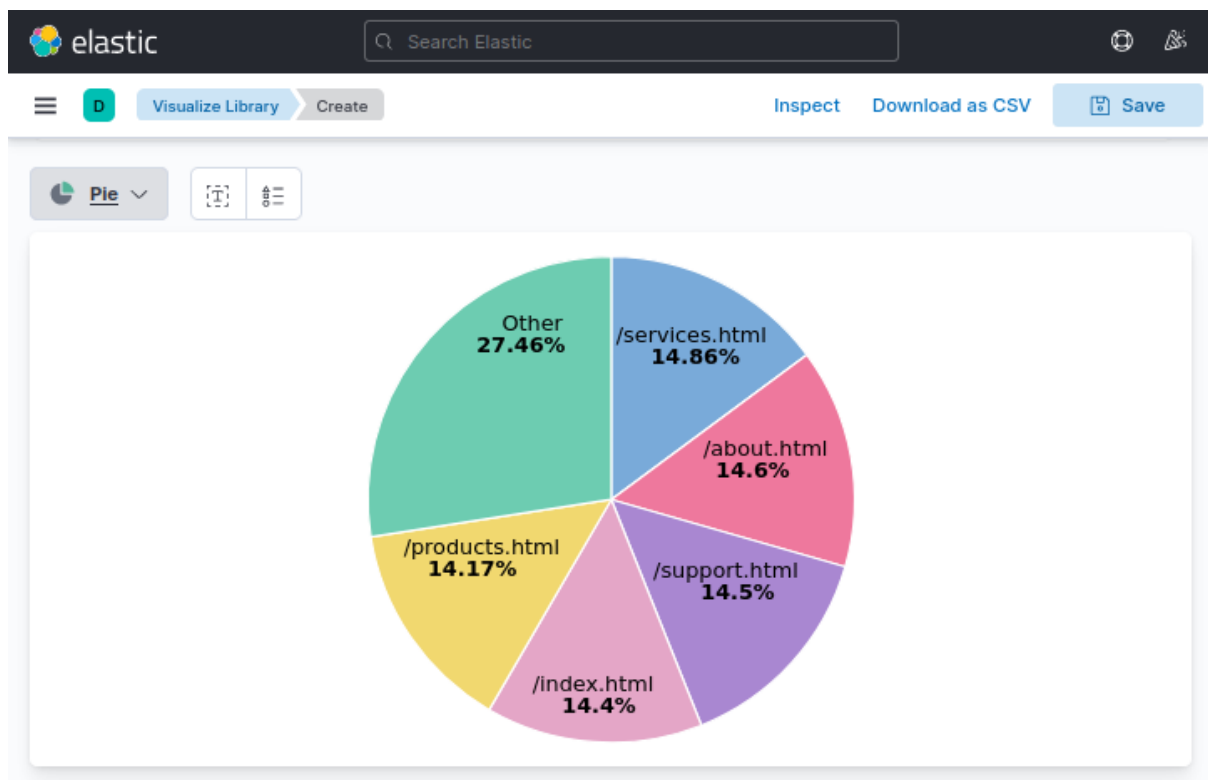 elastic
Search Elastic
D
Visualize Library
Create
Inspect
Download as CSV
Save
Pie
T
Other
27.46%
/services.html
14.86%
/about.html
14.6%
/products.html
14.17%
/support.html
14.5%
/index.html
14.4%